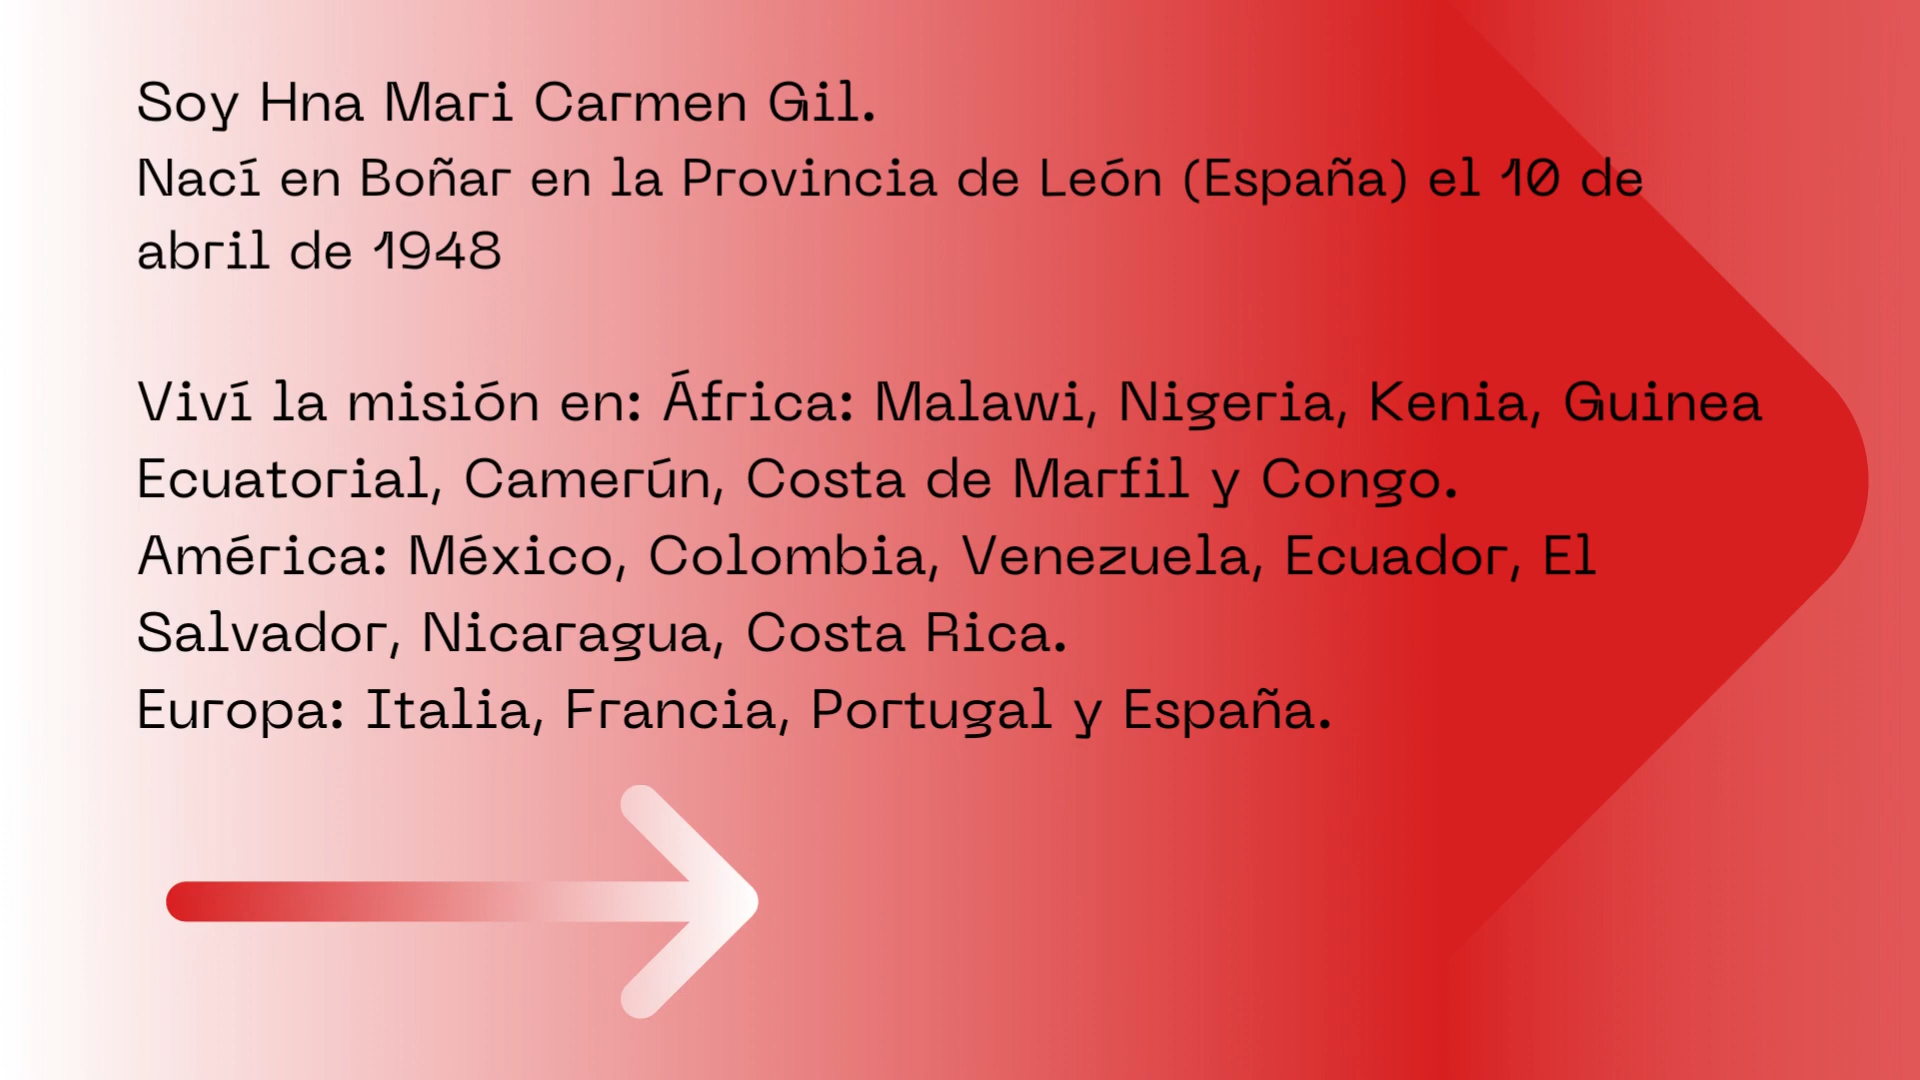 Soy Hna Mari Carmen Gil.
Nací en Boñar en la Provincia de León (España) el 10 de
abril de 1948
Viví la misión en: África: Malawi, Nigeria, Kenia, Guinea
Ecuatorial, Camerún, Costa de Marfil y Congo.
América: México, Colombia, Venezuela, Ecuador, El
Salvador, Nicaragua, Costa Rica.
Europa: Italia, Francia, Portugal y España.